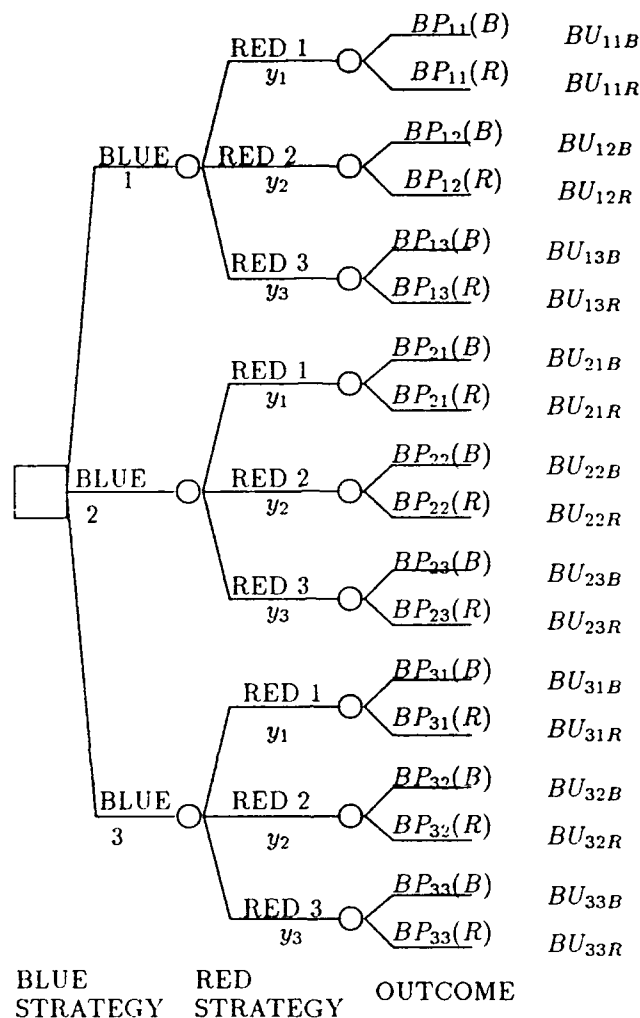 BP₁₁(B) BU₁₁B
RED 1
y₁
BP₁₁(R) BU₁₁R
BP₁₂(B) BU₁₂B
BLUE RED 2
1 y₂
BP₁₂(R) BU₁₂R
BP₁₃(B) BU₁₃B
RED 3
y₃
BP₁₃(R) BU₁₃R
BP₂₁(B) BU₂₁B
RED 1
y₁
BP₂₁(R) BU₂₁R
BP₂₂(B) BU₂₂B
BLUE RED 2
2 y₂
BP₂₂(R) BU₂₂R
BP₂₃(B) BU₂₃B
RED 3
y₃
BP₂₃(R) BU₂₃R
BP₃₁(B) BU₃₁B
RED 1
y₁
BP₃₁(R) BU₃₁R
BP₃₂(B) BU₃₂B
BLUE RED 2
3 y₂
BP₃₂(R) BU₃₂R
BP₃₃(B) BU₃₃B
RED 3
y₃
BP₃₃(R) BU₃₃R
BLUE RED OUTCOME
STRATEGY STRATEGY